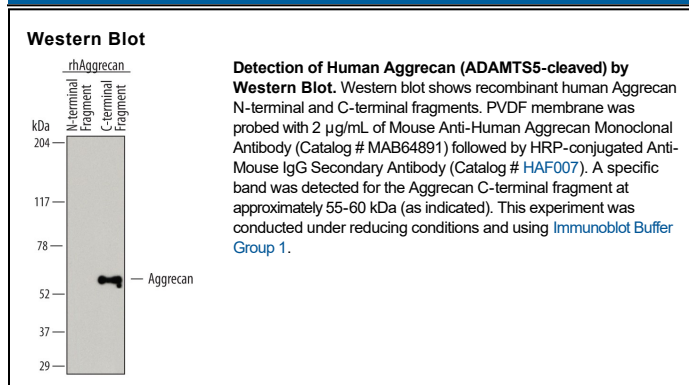 Western Blot
rhAggrecan
N-terminal
Fragment
C-terminal
Fragment
kDa
204
117
78
52
37
29
Aggrecan
Detection of Human Aggrecan (ADAMTS5-cleaved) by
Western Blot. Western blot shows recombinant human Aggrecan
N-terminal and C-terminal fragments. PVDF membrane was
probed with 2 µg/mL of Mouse Anti-Human Aggrecan Monoclonal
Antibody (Catalog # MAB64891) followed by HRP-conjugated Anti-
Mouse IgG Secondary Antibody (Catalog # HAF007). A specific
band was detected for the Aggrecan C-terminal fragment at
approximately 55-60 kDa (as indicated). This experiment was
conducted under reducing conditions and using Immunoblot Buffer
Group 1.